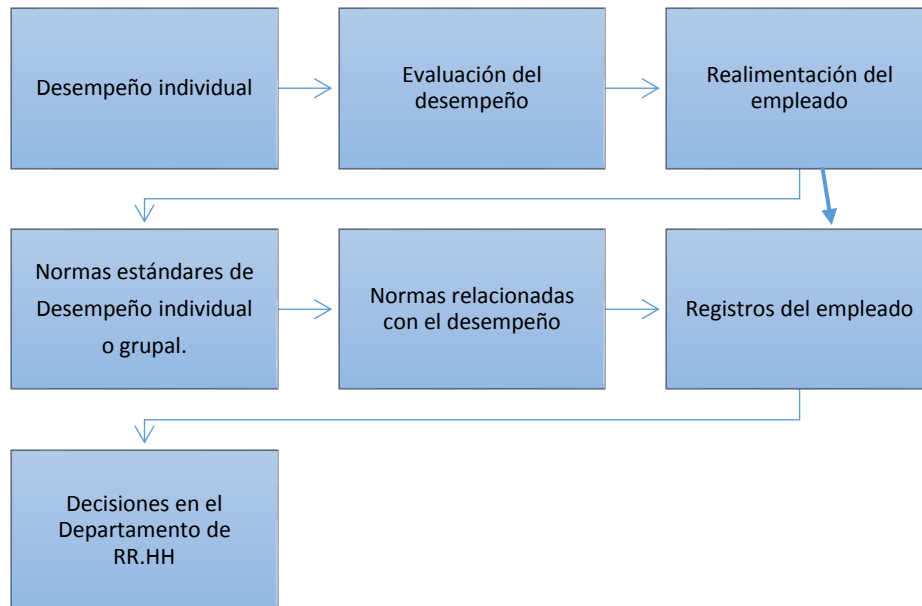 Desempeño individual
Evaluación del
desempeño
Realimentación del
empleado
Normas estándares de
Desempeño individual
o grupal.
Normas relacionadas
con el desempeño
Registros del empleado
Decisiones en el
Departamento de
RR.HH